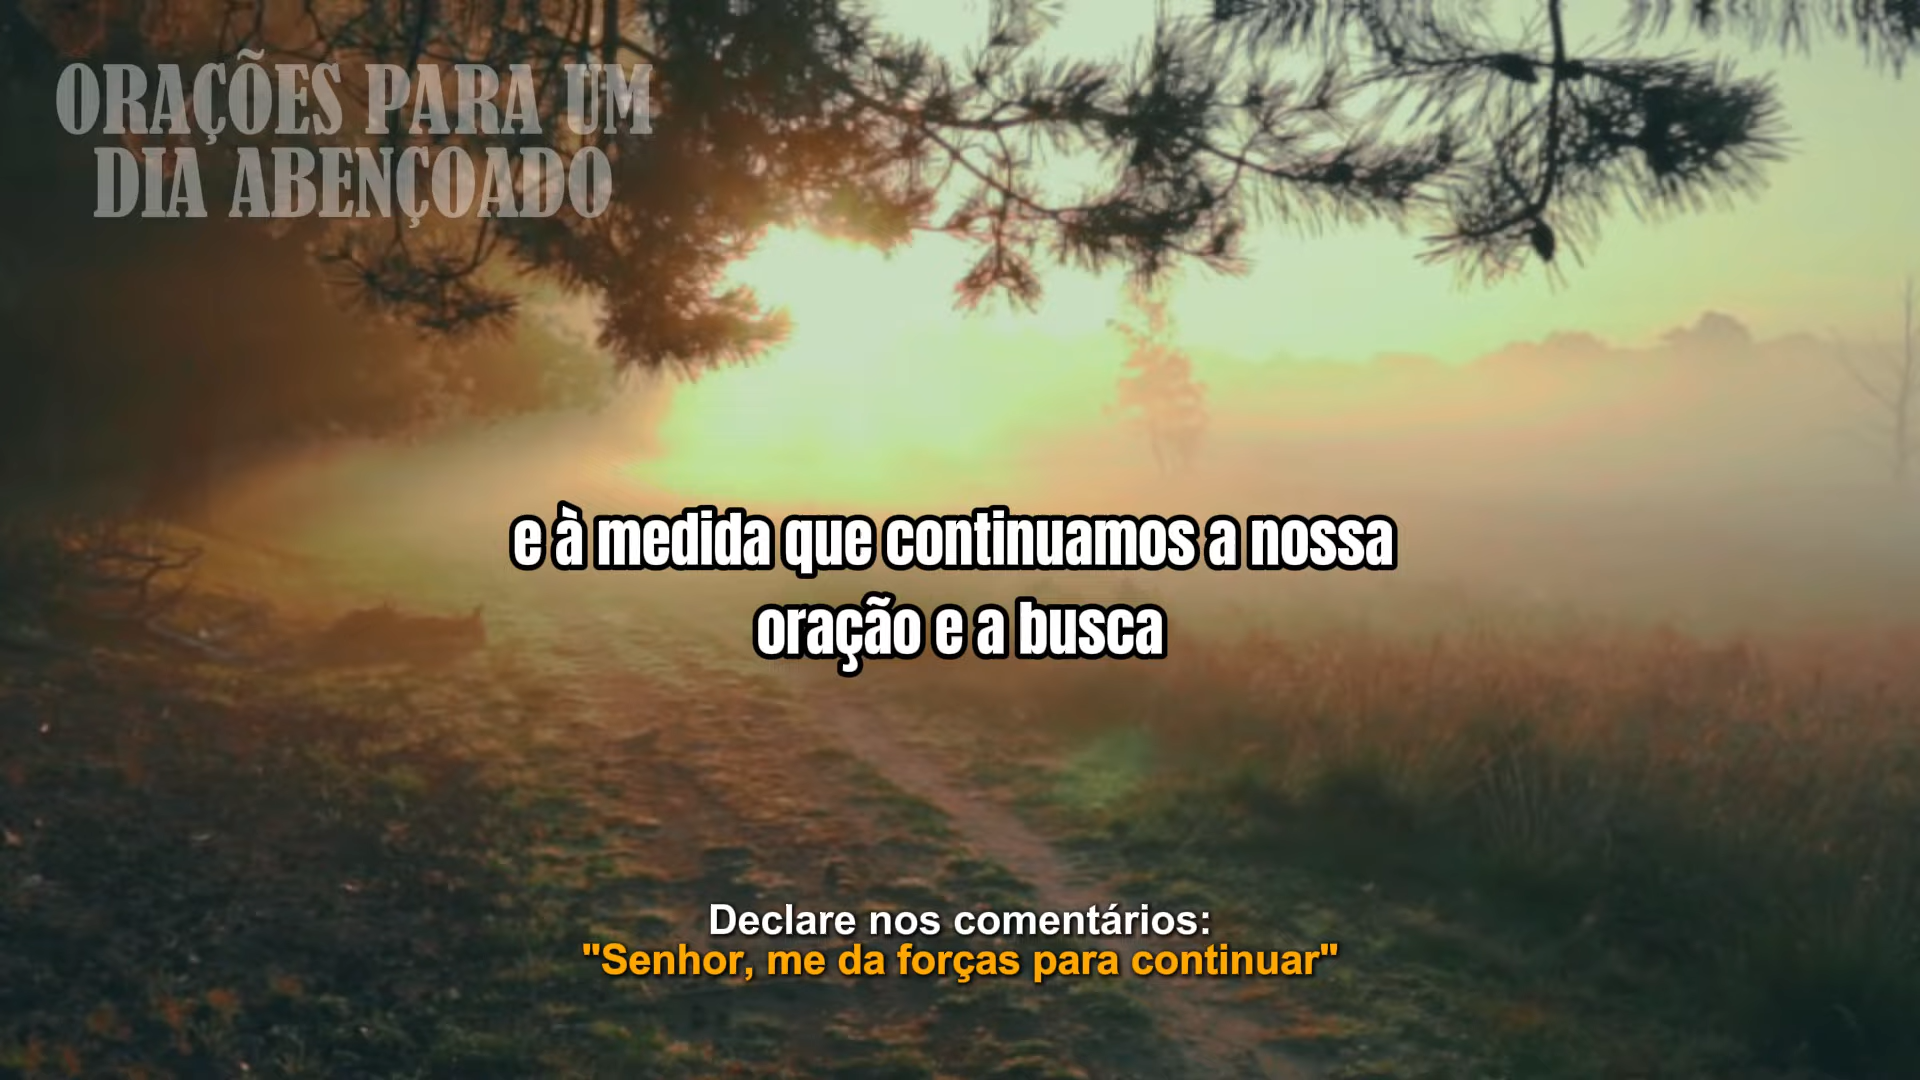 ORAÇÕES PARA UM
DIA ABENÇOADO
e à medida que continuamos a nossa
oração e a busca
Declare nos comentários:
"Senhor, me da forças para continuar"